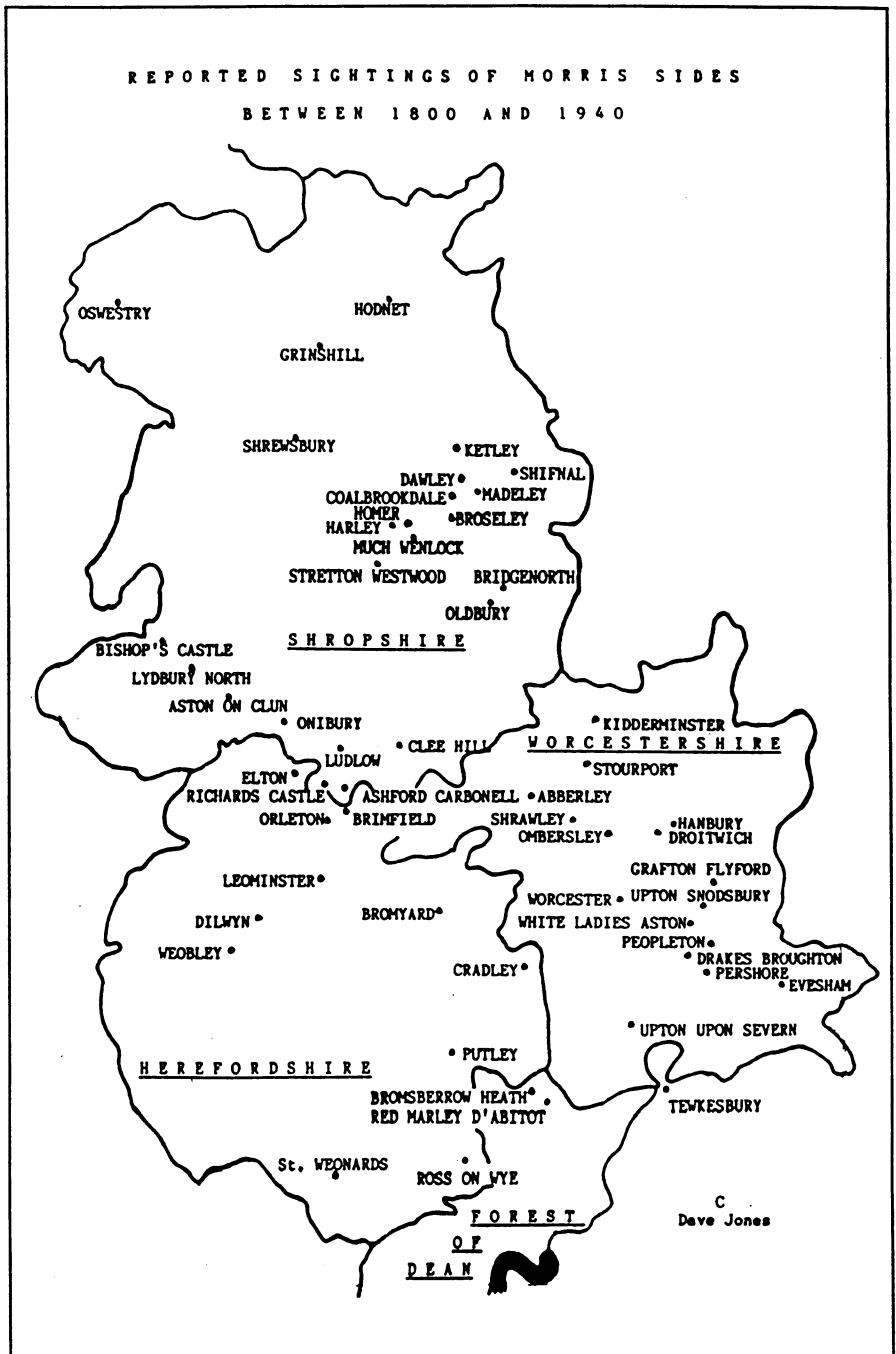 REPORTED SIGHTINGS OF MORRIS SIDES
BETWEEN 1800 AND 1940
OSWESTRY
HODNET
GRINSHILL
SHREWSBURY
KETLEY
DAWLEY
SHIFNAL
COALBROOKDALE
MADELEY
HOMER
BROSELEY
HARLEY
MUCH WENLOCK
STRETTON WESTWOOD
BRIDGENORTH
OLDBURY
SHROPSHIRE
BISHOP'S CASTLE
LYDBURY NORTH
ASTON ON CLUN
ONIBURY
KIDDERMINSTER
CLEE HILL
WORCESTERSHIRE
LUDLOW
STOURPORT
ELTON
RICHARDS CASTLE
ASHFORD CARBONELL
ABBERLEY
ORLETON
BRIMFIELD
SHRAWLEY
HANBURY
OMBERSLEY
DROITWICH
GRAFTON FLYFORD
LEOMINSTER
WORCESTER
UPTON SNODSBURY
DILWYN
BROMYARD
WHITE LADIES ASTON
PEOPLETON
WEOBLEY
DRAKES BROUGHTON
CRADLEY
PERSHORE
EVESHAM
UPTON UPON SEVERN
PUTLEY
HEREFORDSHIRE
BROMSBERROW HEATH
RED MARLEY D'ABITOT
TEWKESBURY
St. WEONARDS
ROSS ON WYE
C
Dave Jones
FOREST
OF
DEAN